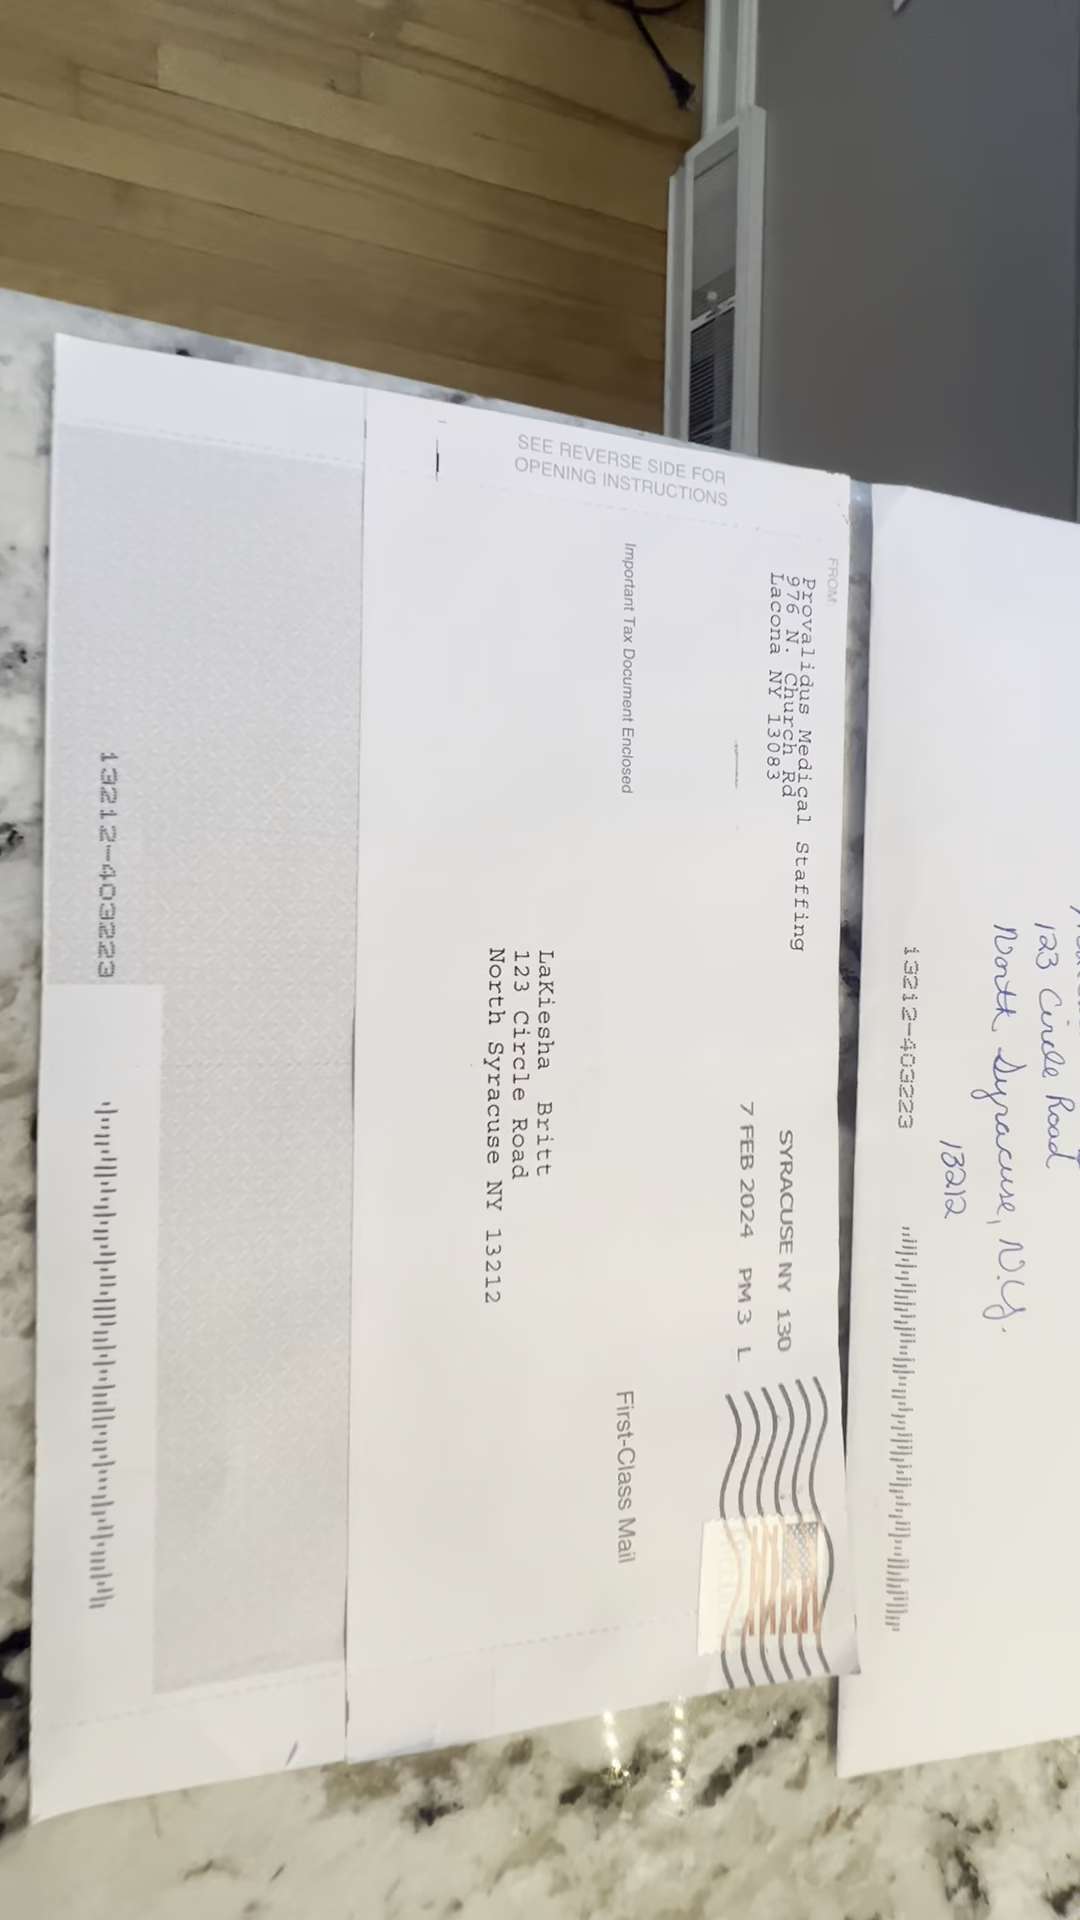 SEE REVERSE SIDE FOR
OPENING INSTRUCTIONS
FROM:
Provalidus Medical Staffing
976 N. Church Rd
Lacona NY 13083
SYRACUSE NY 130
7 FEB 2024 PM 3 L
Important Tax Document Enclosed
First-Class Mail
LaKiesha Britt
123 Circle Road
North Syracuse NY 13212
13212-403223
123 Circle Road
North Syracuse, N.Y.
13212
13212-403223